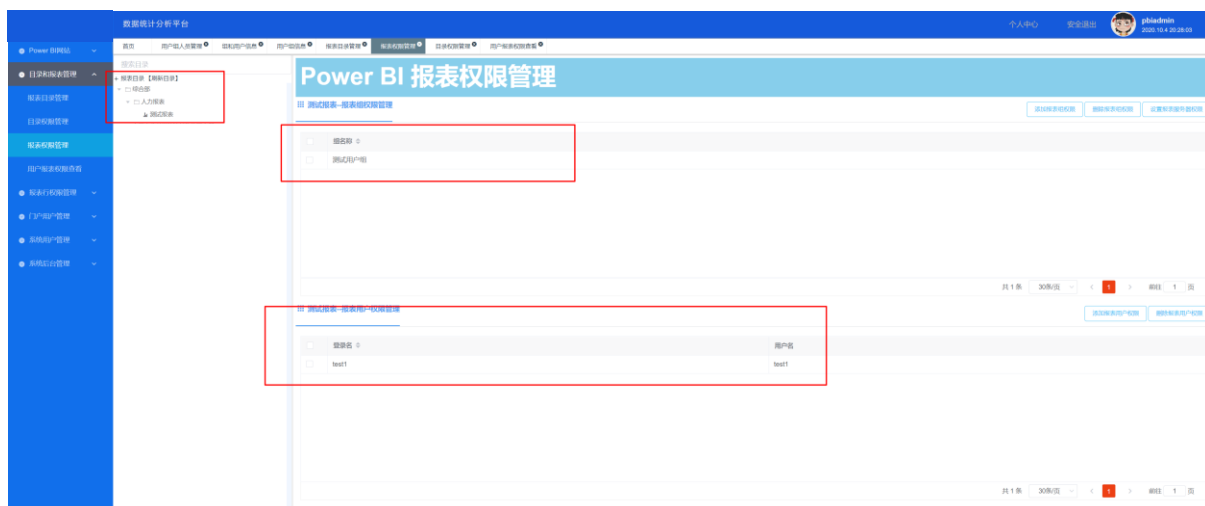 数据统计分析平台
个人中心
安全退出
pbiadmin
2020.10.4 20:28:03
Power BI网站
目录和报表管理
报表目录管理
目录权限管理
报表权限管理
用户报表权限查看
报表行权限管理
门户用户管理
系统用户管理
系统后台管理
首页
用户组人员管理
组和用户信息
用户组信息
报表目录管理
报表权限管理
目录权限管理
用户报表权限查看
搜索目录
报表目录【刷新目录】
综合部
人力报表
测试报表
Power BI 报表权限管理
测试报表--报表组权限管理
添加报表组权限
删除报表组权限
设置报表服务器权限
组名称
测试用户组
共 1 条
30条/页
1
前往 1 页
测试报表--报表用户权限管理
添加报表用户权限
删除报表用户权限
登录名
用户名
test1
test1
共 1 条
30条/页
1
前往 1 页